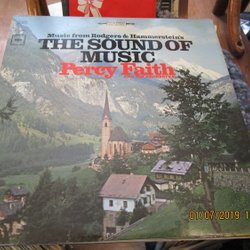 Music from Rodgers & Hammerstein's
THE SOUND OF
MUSIC
Percy Faith
01/07/2019